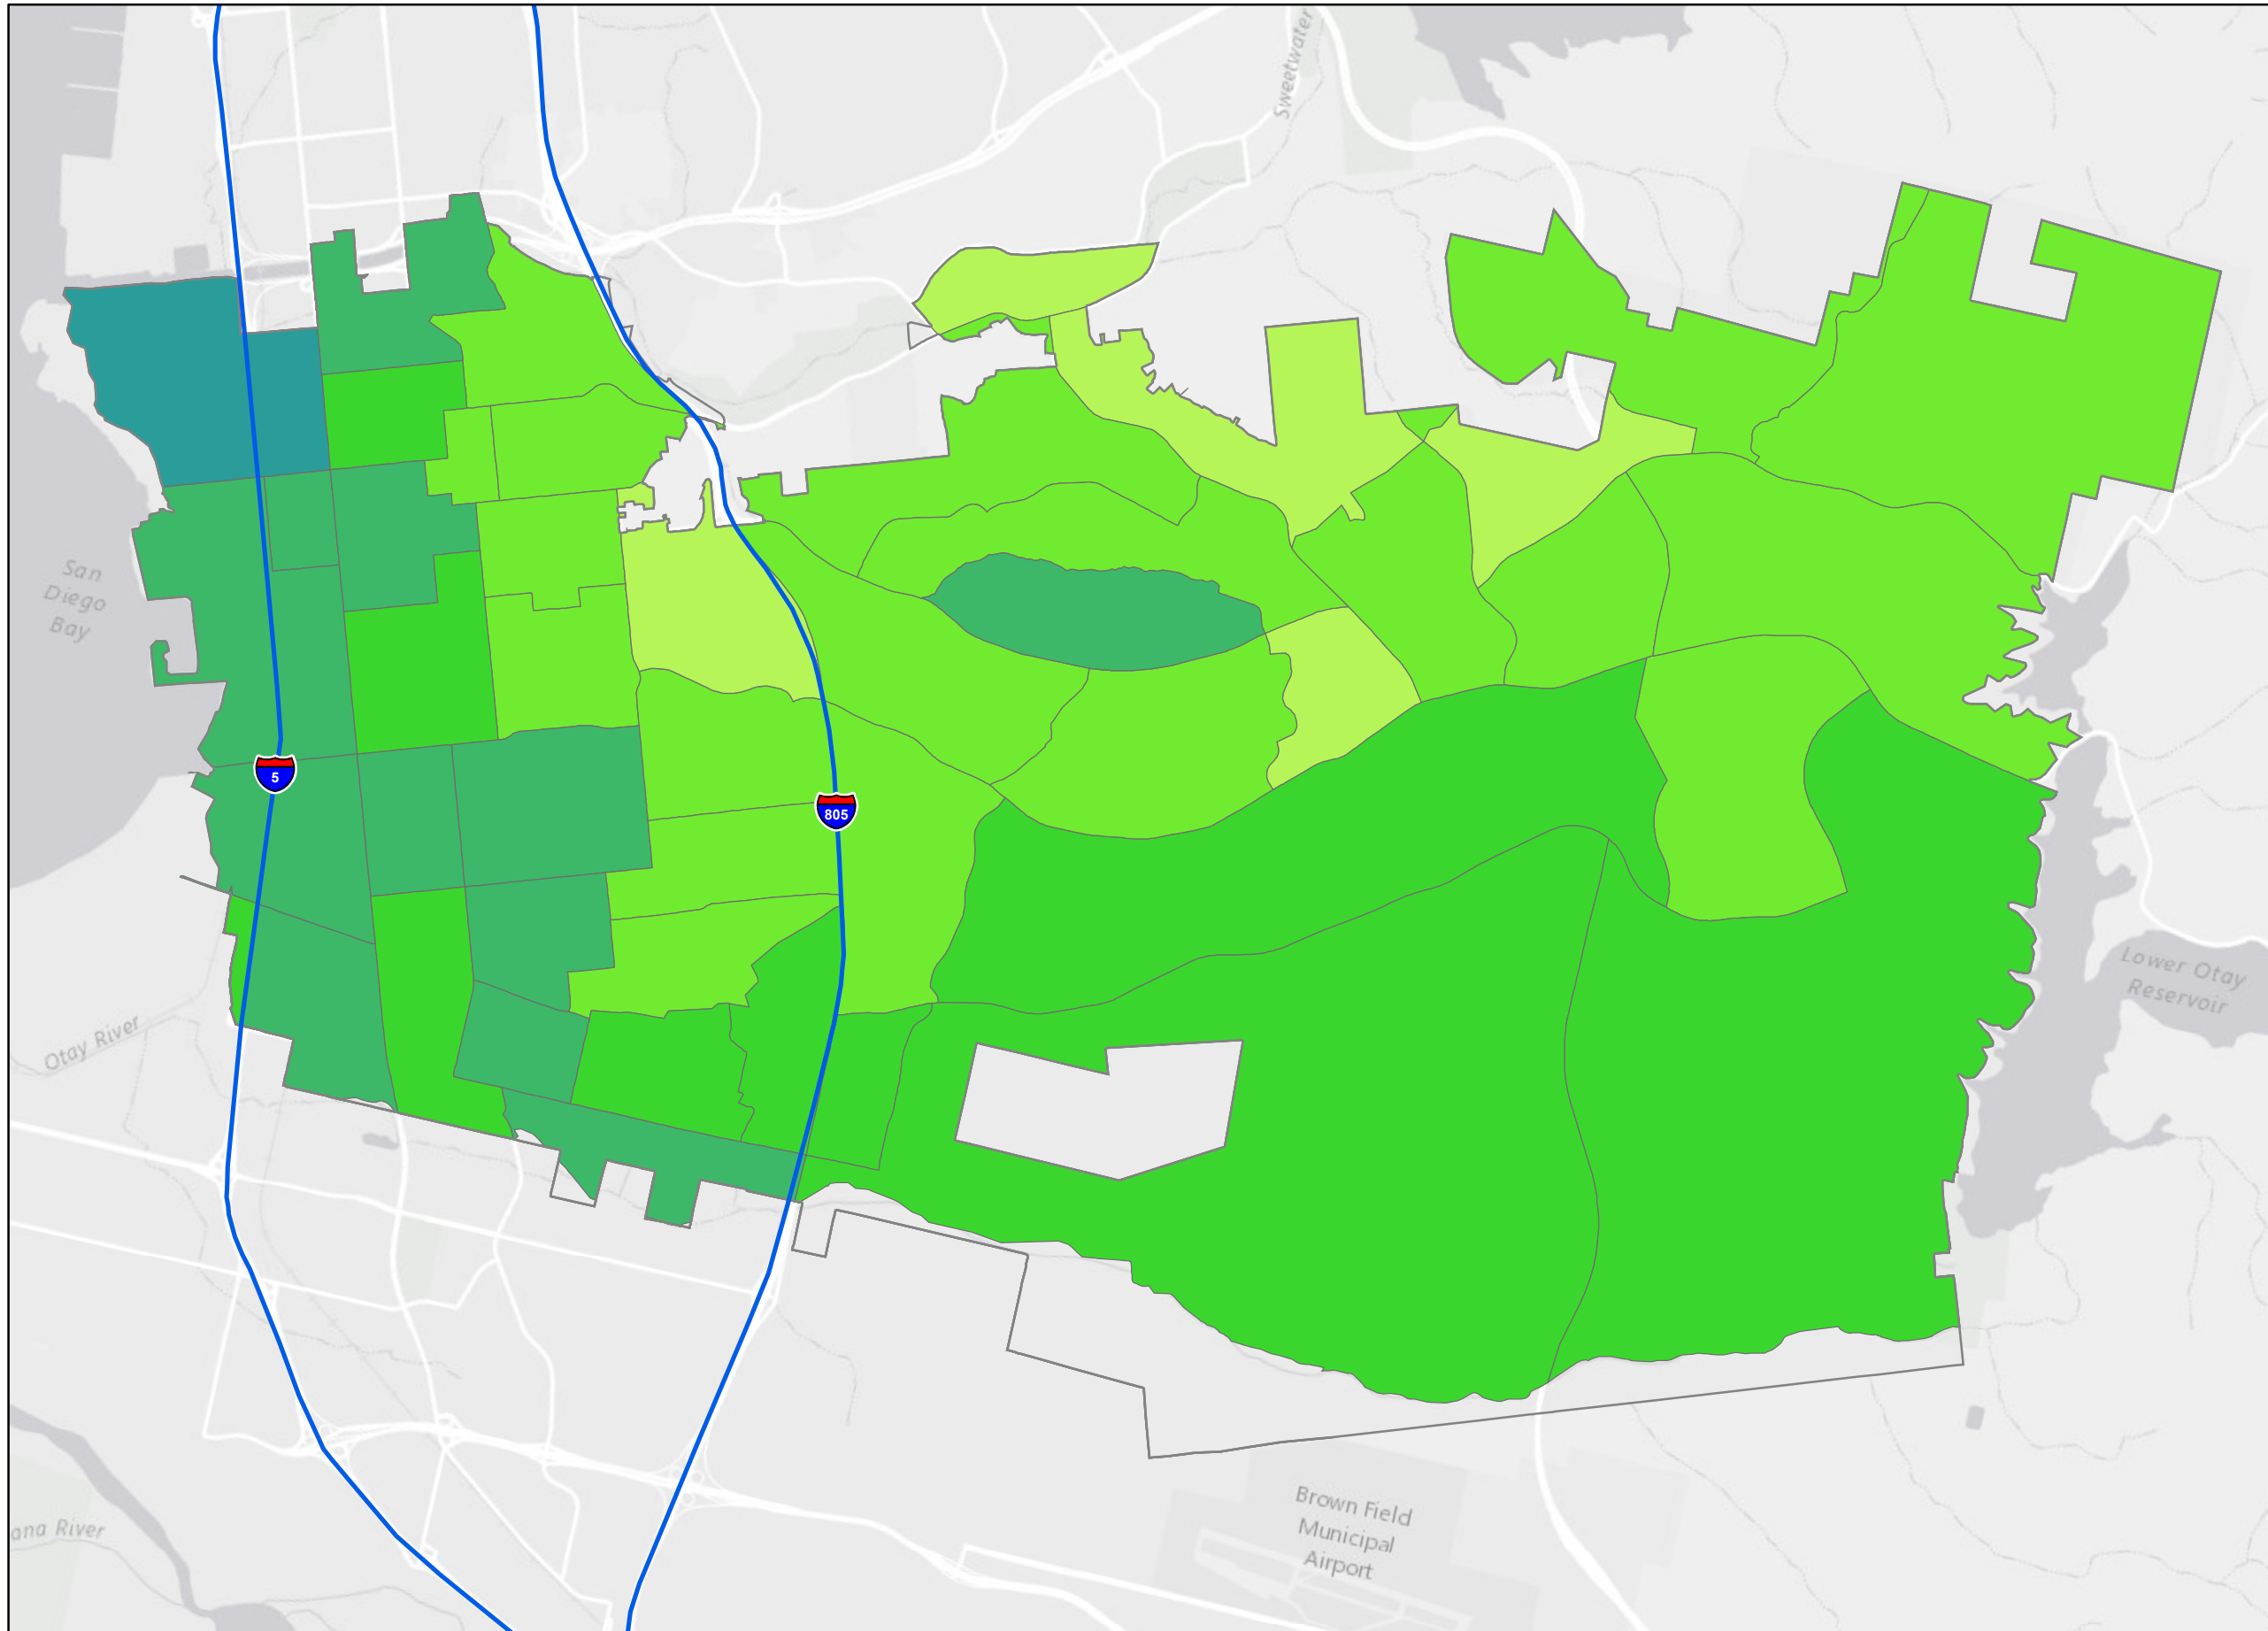 Sweetwater
San
Diego
Bay
5
805
Lower Otay
Reservoir
Otay River
Brown Field
Municipal
Airport
ana River